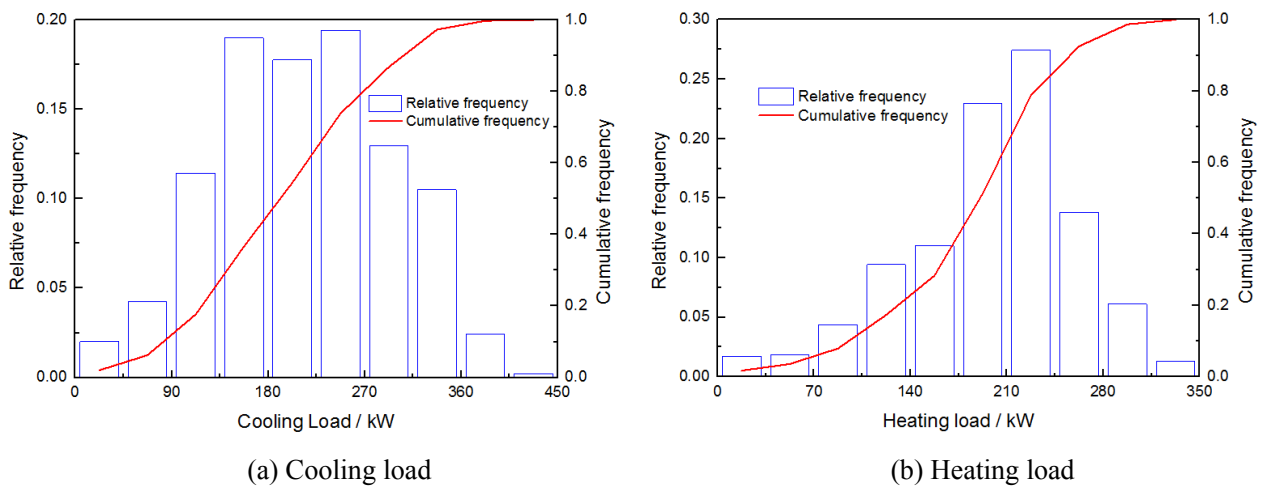 0.20
0.15
0.10
0.05
0.00
Relative frequency
1.0
0.8
0.6
0.4
0.2
0.0
Cumulative frequency
Relative frequency
Cumulative frequency
0 90 180 270 360 450
Cooling Load / kW
(a) Cooling load
0.30
0.25
0.20
0.15
0.10
0.05
0.00
Relative frequency
1.0
0.8
0.6
0.4
0.2
0.0
Cumulative frequency
Relative frequency
Cumulative frequency
0 70 140 210 280 350
Heating load / kW
(b) Heating load